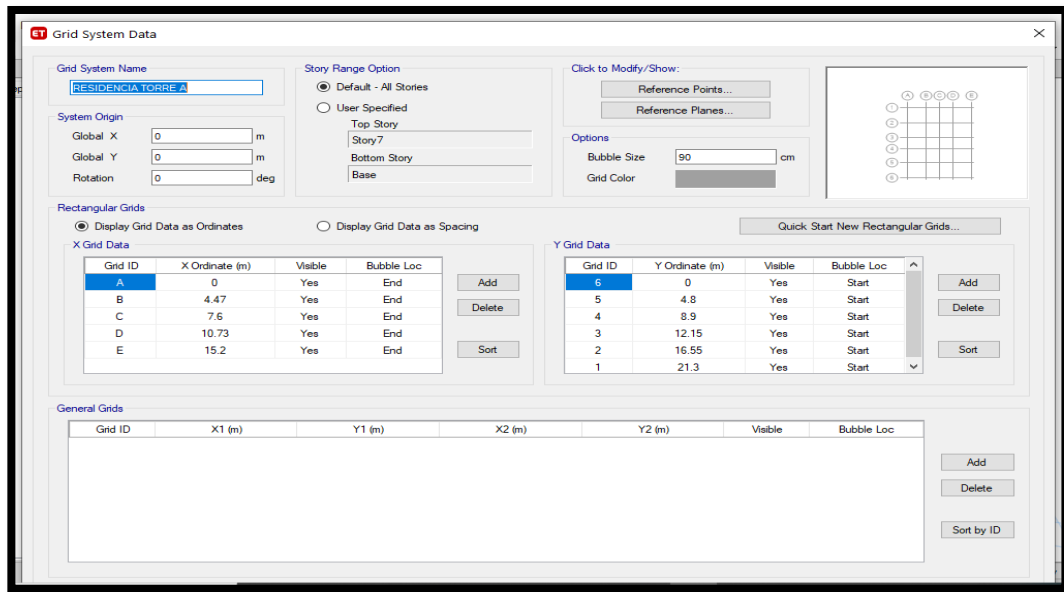 ET Grid System Data
Grid System Name
RESIDENCIA TORRE A
System Origin
Global X 0 m
Global Y 0 m
Rotation 0 deg
Story Range Option
Default - All Stories
User Specified
Top Story
Story7
Bottom Story
Base
Click to Modify/Show:
Reference Points...
Reference Planes...
Options
Bubble Size 90 cm
Grid Color
A B C D E
1
2
3
4
5
6
Rectangular Grids
Display Grid Data as Ordinates Display Grid Data as Spacing Quick Start New Rectangular Grids...
X Grid Data
Grid ID X Ordinate (m) Visible Bubble Loc
A 0 Yes End
B 4.47 Yes End
C 7.6 Yes End
D 10.73 Yes End
E 15.2 Yes End
Add
Delete
Sort
Y Grid Data
Grid ID Y Ordinate (m) Visible Bubble Loc
6 0 Yes Start
5 4.8 Yes Start
4 8.9 Yes Start
3 12.15 Yes Start
2 16.55 Yes Start
1 21.3 Yes Start
Add
Delete
Sort
General Grids
Grid ID X1 (m) Y1 (m) X2 (m) Y2 (m) Visible Bubble Loc
Add
Delete
Sort by ID